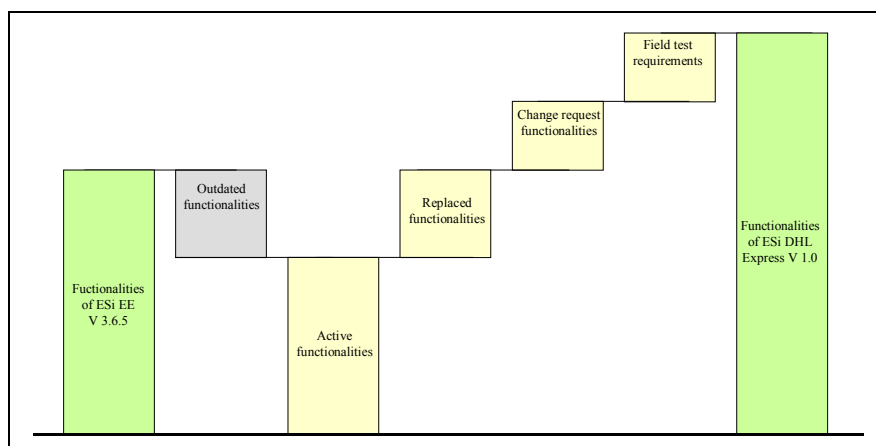 Field test
requirements
Change request
functionalities
Outdated
functionalities
Replaced
functionalities
Functionalities
of ESi DHL
Express V 1.0
Fuctionalities
of ESi EE
V 3.6.5
Active
functionalities